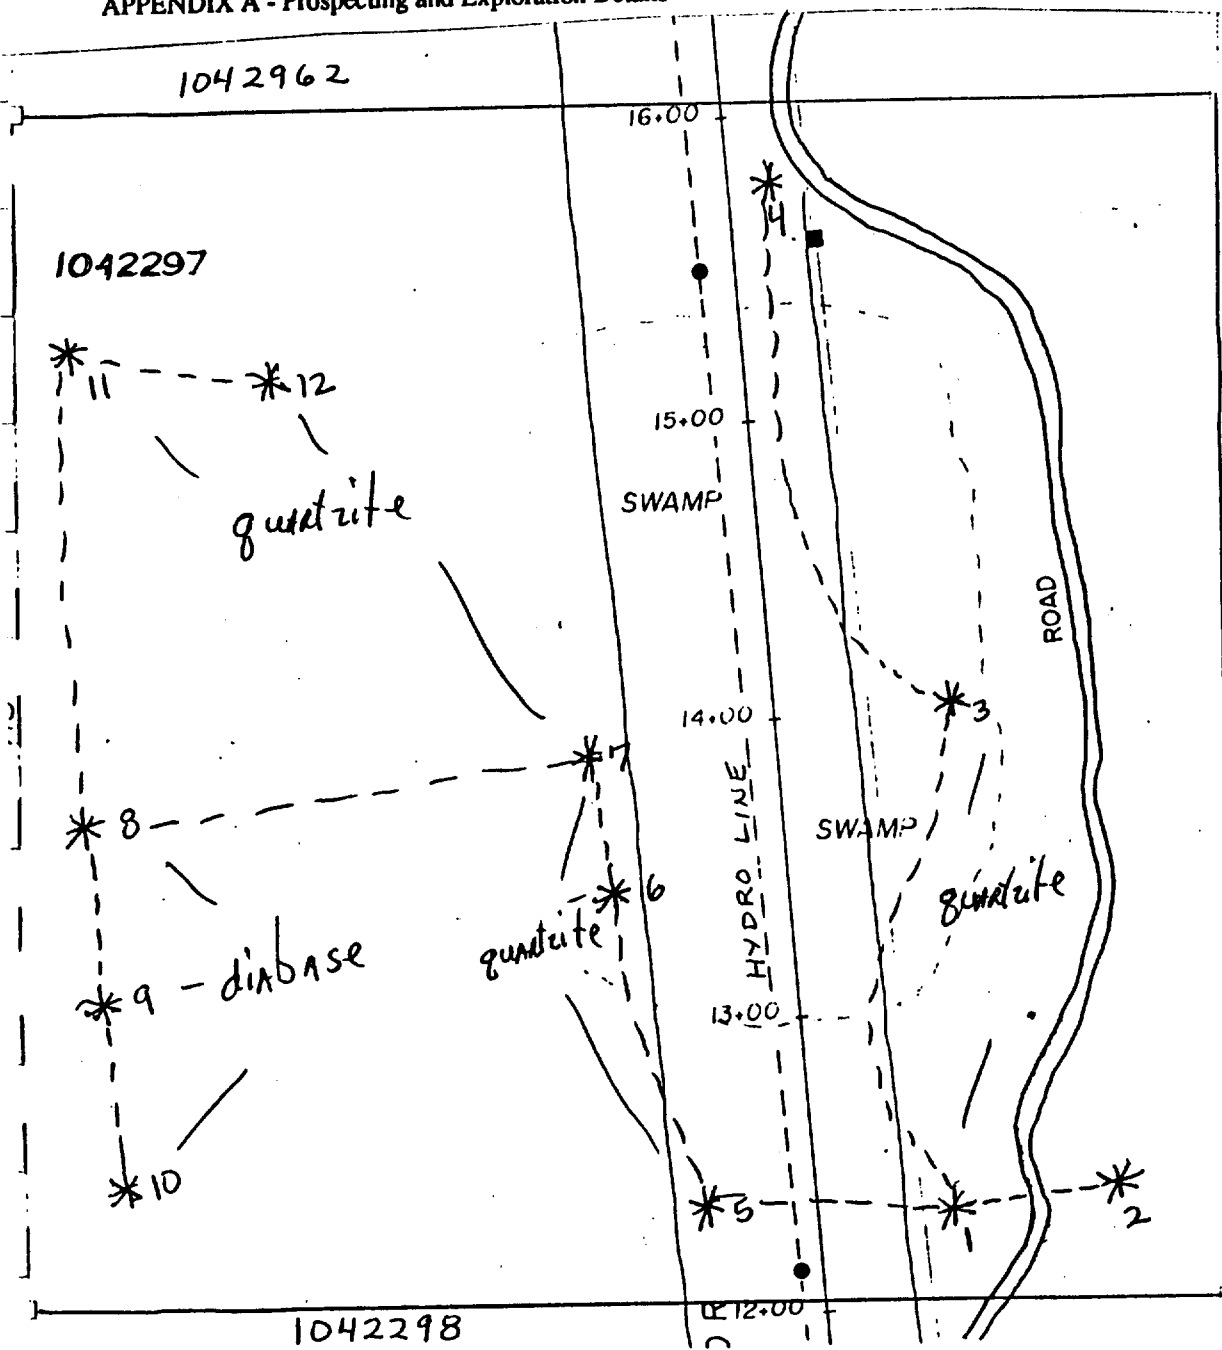 APPENDIX A - Prospecting and Exploration Details
1042962
16+00
4
1042297
11
12
15+00
quartzite
SWAMP
ROAD
3
14+00
7
HYDRO LINE
8
SWAMP
6
quartzite
quartzite
9 - diabase
13+00
10
5
1
2
12+00
1042298